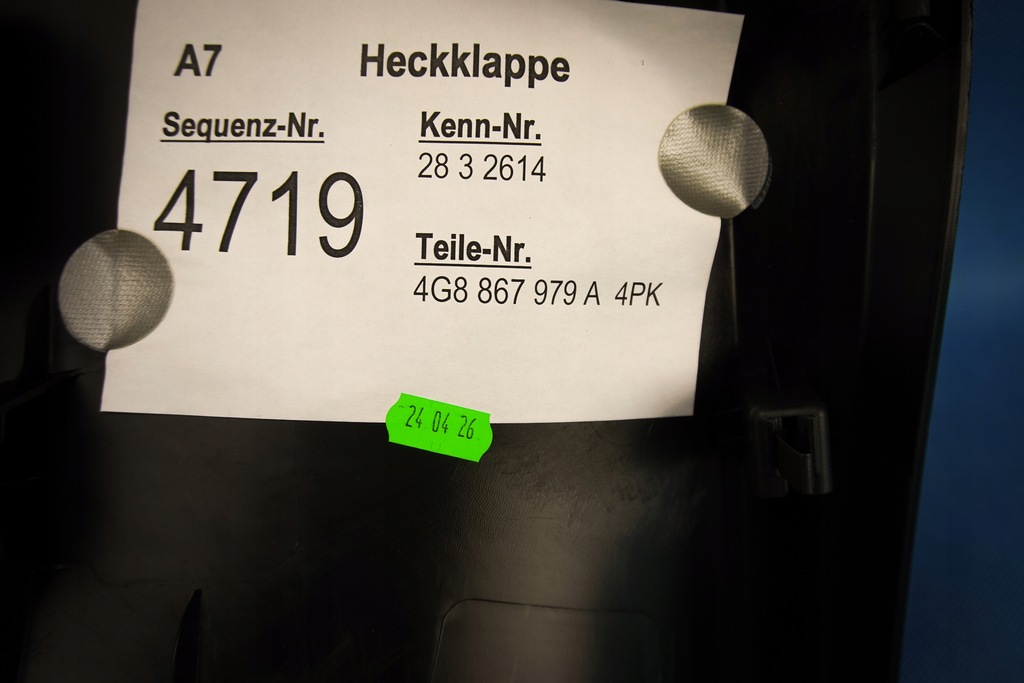 A7 Heckklappe
Sequenz-Nr. Kenn-Nr.
28 3 2614
4719
Teile-Nr.
4G8 867 979 A 4PK
24 04 26